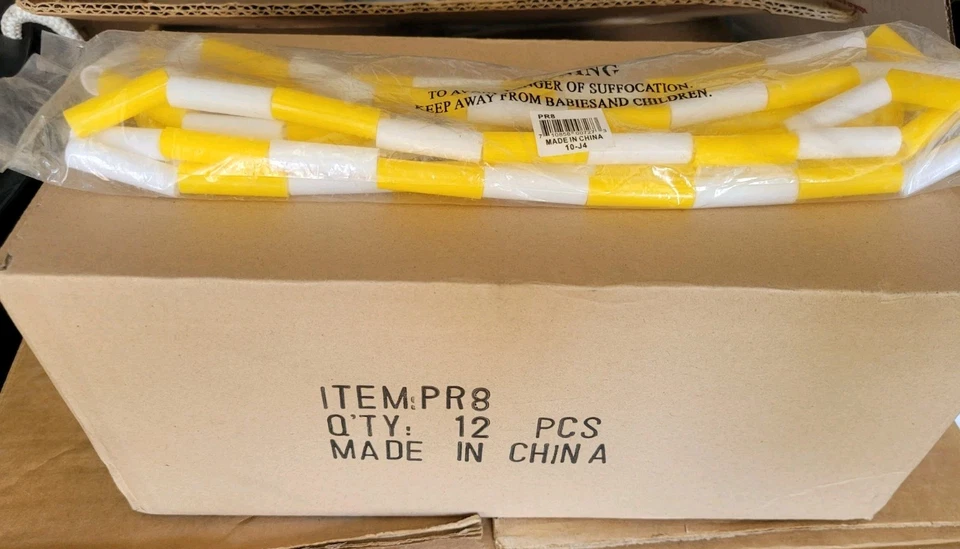 TO A DANGER OF SUFFOCATION.
KEEP AWAY FROM BABIESAND CHILDREN.
PR8
MADE IN CHINA
10-J4
ITEM:PR8
Q'TY: 12 PCS
MADE IN CHINA